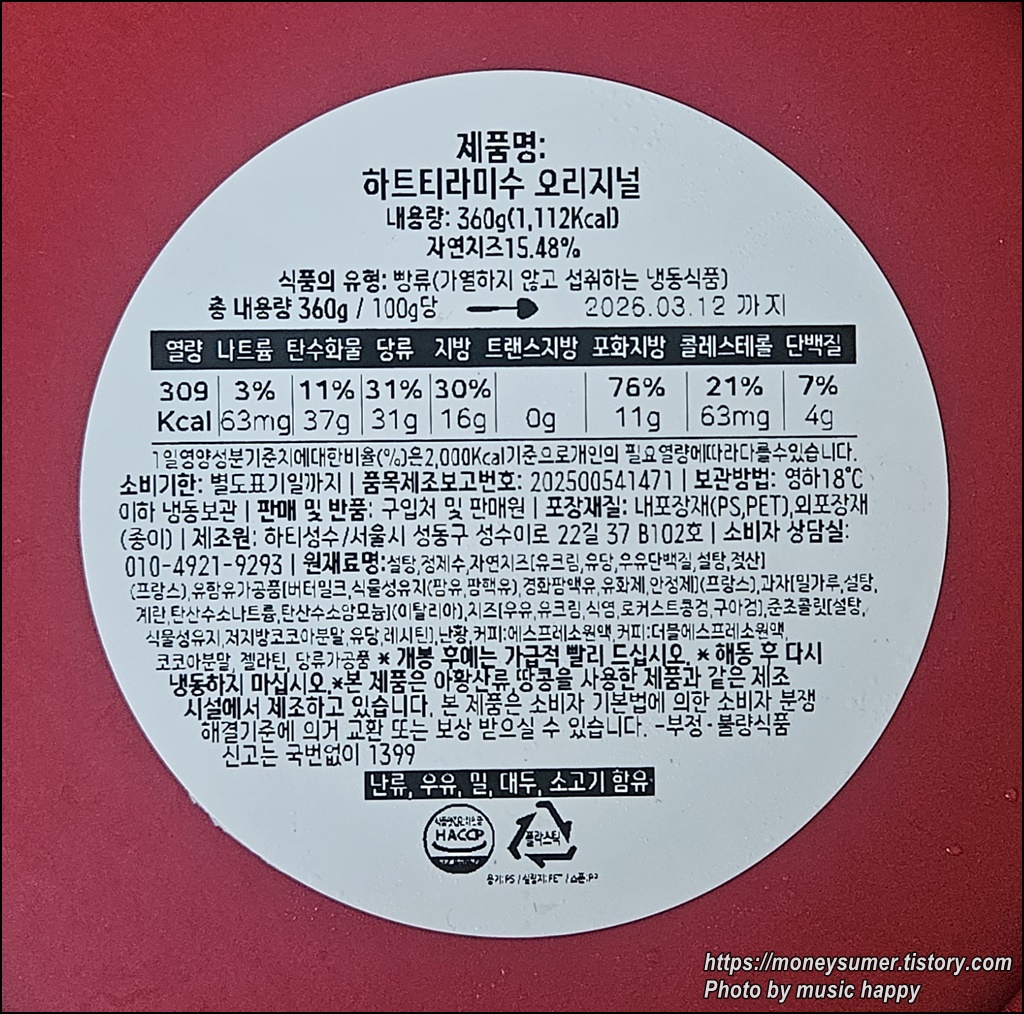 제품명:
하트티라미수 오리지널
내용량: 360g(1,112Kcal)
자연치즈15.48%
식품의 유형: 빵류(가열하지 않고 섭취하는 냉동식품)
총 내용량 360g / 100g당 2026.03.12 까지
열량 나트륨 탄수화물 당류 지방 트랜스지방 포화지방 콜레스테롤 단백질
309 3% 11% 31% 30% 76% 21% 7%
Kcal 63mg 37g 31g 16g 0g 11g 63mg 4g
1일영양성분기준치에대한비율(%)은2,000Kcal기준으로개인의 필요열량에따라다를수있습니다.
소비기한: 별도표기일까지 | 품목제조보고번호: 202500541471 | 보관방법: 영하18℃
이하 냉동보관 | 판매 및 반품: 구입처 및 판매원 | 포장재질: 내포장재(PS,PET),외포장재
(종이) | 제조원: 하티성수/서울시 성동구 성수이로 22길 37 B102호 | 소비자 상담실:
010-4921-9293 | 원재료명:설탕,정제수,자연치즈[유크림,유당,우유단백질,설탕,젖산]
(프랑스),유함유가공품[버터밀크,식물성유지(팜유,팜핵유),경화팜핵유,유화제,안정제](프랑스),과자[밀가루,설탕,
계란,탄산수소나트륨,탄산수소암모늄](이탈리아),치즈[우유,유크림,식염,로커스트콩검,구아검],준초콜릿[설탕,
식물성유지,저지방코코아분말,유당,레시틴],난황,커피:에스프레소원액,커피:더블에스프레소원액,
코코아분말, 젤라틴, 당류가공품 * 개봉 후에는 가급적 빨리 드십시오. * 해동 후 다시
냉동하지 마십시오.*본 제품은 아황산류,땅콩을 사용한 제품과 같은 제조
시설에서 제조하고 있습니다. 본 제품은 소비자 기본법에 의한 소비자 분쟁
해결기준에 의거 교환 또는 보상 받으실 수 있습니다. -부정·불량식품
신고는 국번없이 1399
난류, 우유, 밀, 대두, 소고기 함유
HACCP
플라스틱
https://moneysumer.tistory.com
Photo by music happy